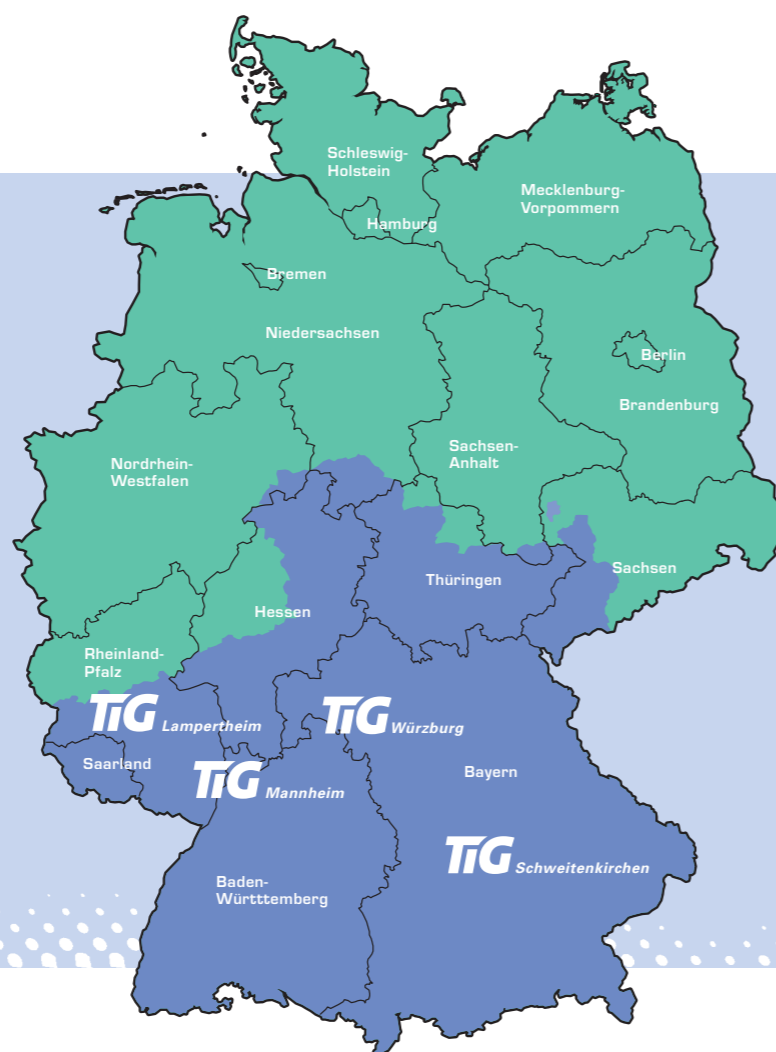 Schleswig-
Holstein
Mecklenburg-
Vorpommern
Hamburg
Bremen
Niedersachsen
Berlin
Brandenburg
Sachsen-
Anhalt
Nordrhein-
Westfalen
Sachsen
Thüringen
Hessen
Rheinland-
Pfalz
TiG Lampertheim
TiG Würzburg
Saarland
TiG Mannheim
Bayern
TiG Schweitenkirchen
Baden-
Württtemberg